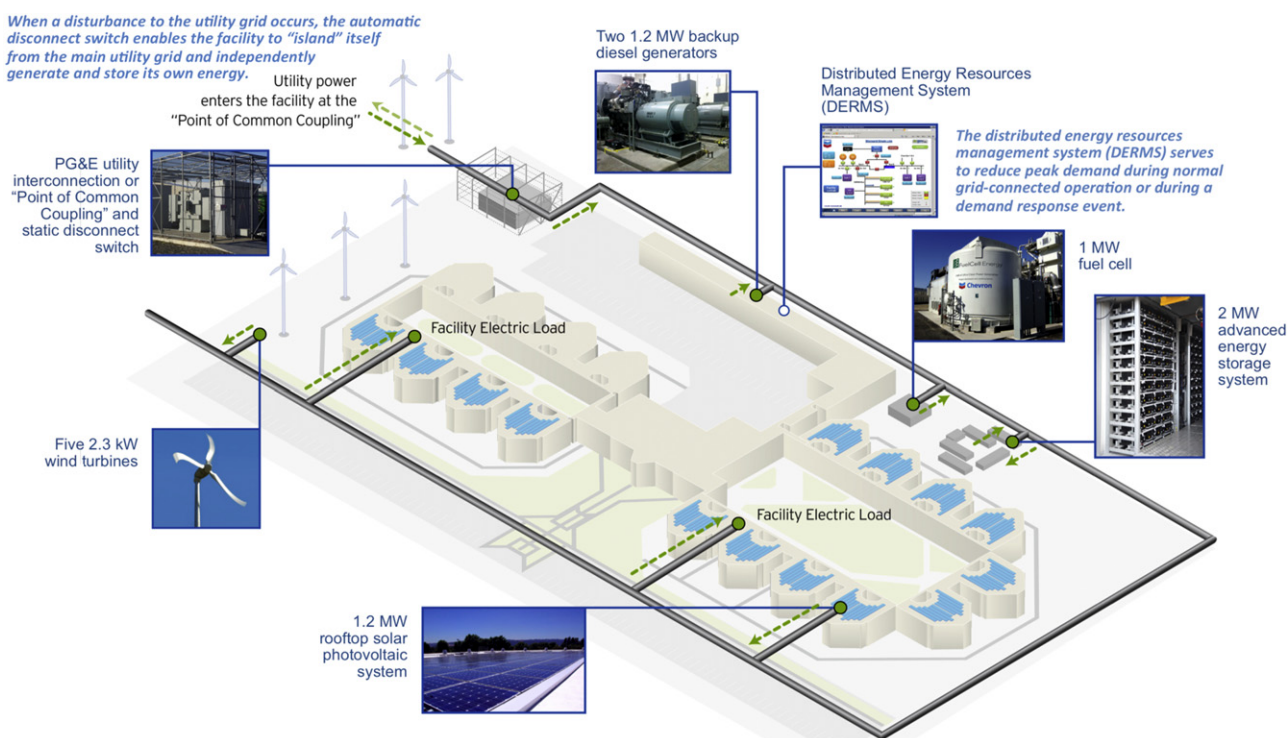 When a disturbance to the utility grid occurs, the automatic
disconnect switch enables the facility to “island” itself
from the main utility grid and independently
generate and store its own energy.
Utility power
enters the facility at the
“Point of Common Coupling”
PG&E utility
interconnection or
“Point of Common
Coupling” and
static disconnect
switch
Two 1.2 MW backup
diesel generators
Distributed Energy Resources
Management System
(DERMS)
The distributed energy resources
management system (DERMS) serves
to reduce peak demand during normal
grid-connected operation or during a
demand response event.
1 MW
fuel cell
FuelCell Energy
Chevron
2 MW
advanced
energy
storage
system
Facility Electric Load
Five 2.3 kW
wind turbines
Facility Electric Load
1.2 MW
rooftop solar
photovoltaic
system